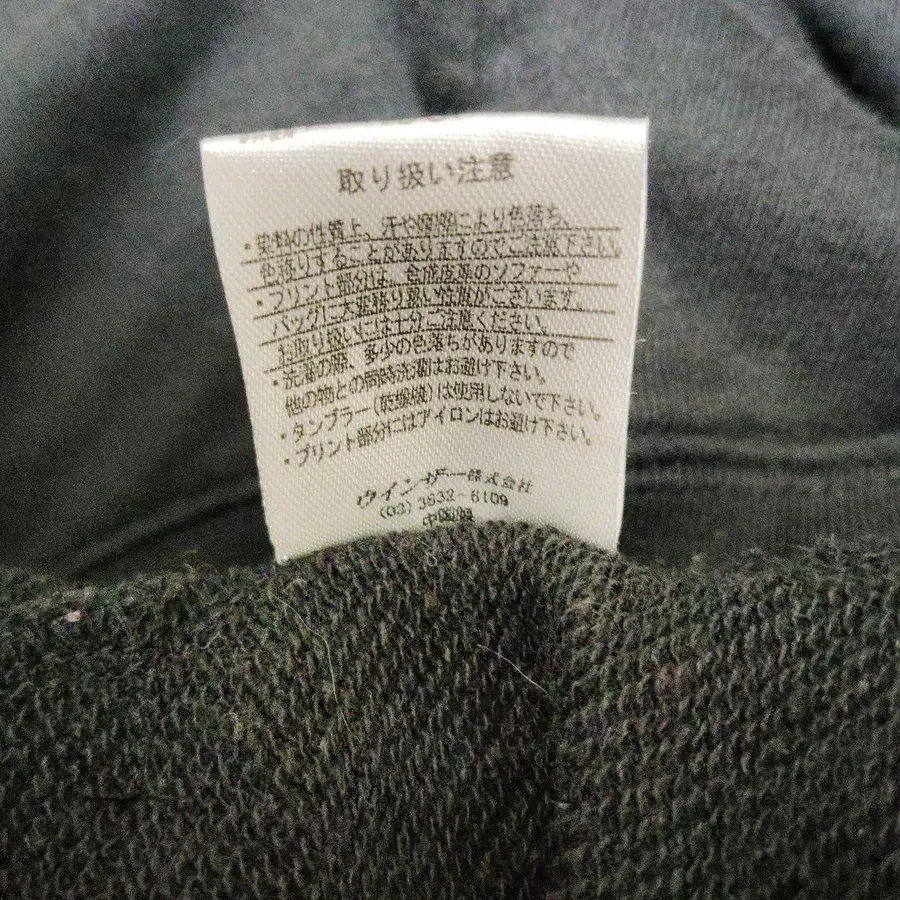 取り扱い注意
・染料の性質上、汗や摩擦により色落ち、
色移りすることがありますのでご注意下さい。
・プリント部分は、合成皮革のソファーや
バッグに大変移り易い性質がございます。
お取り扱いには十分ご注意ください。
・洗濯の際、多少の色落ちがありますので
他の物との同時洗濯はお避け下さい。
・タンブラー(乾燥機)は使用しないで下さい。
・プリント部分にはアイロンはお避け下さい。
ウインザー株式会社
(03) 3632-6109
中国製